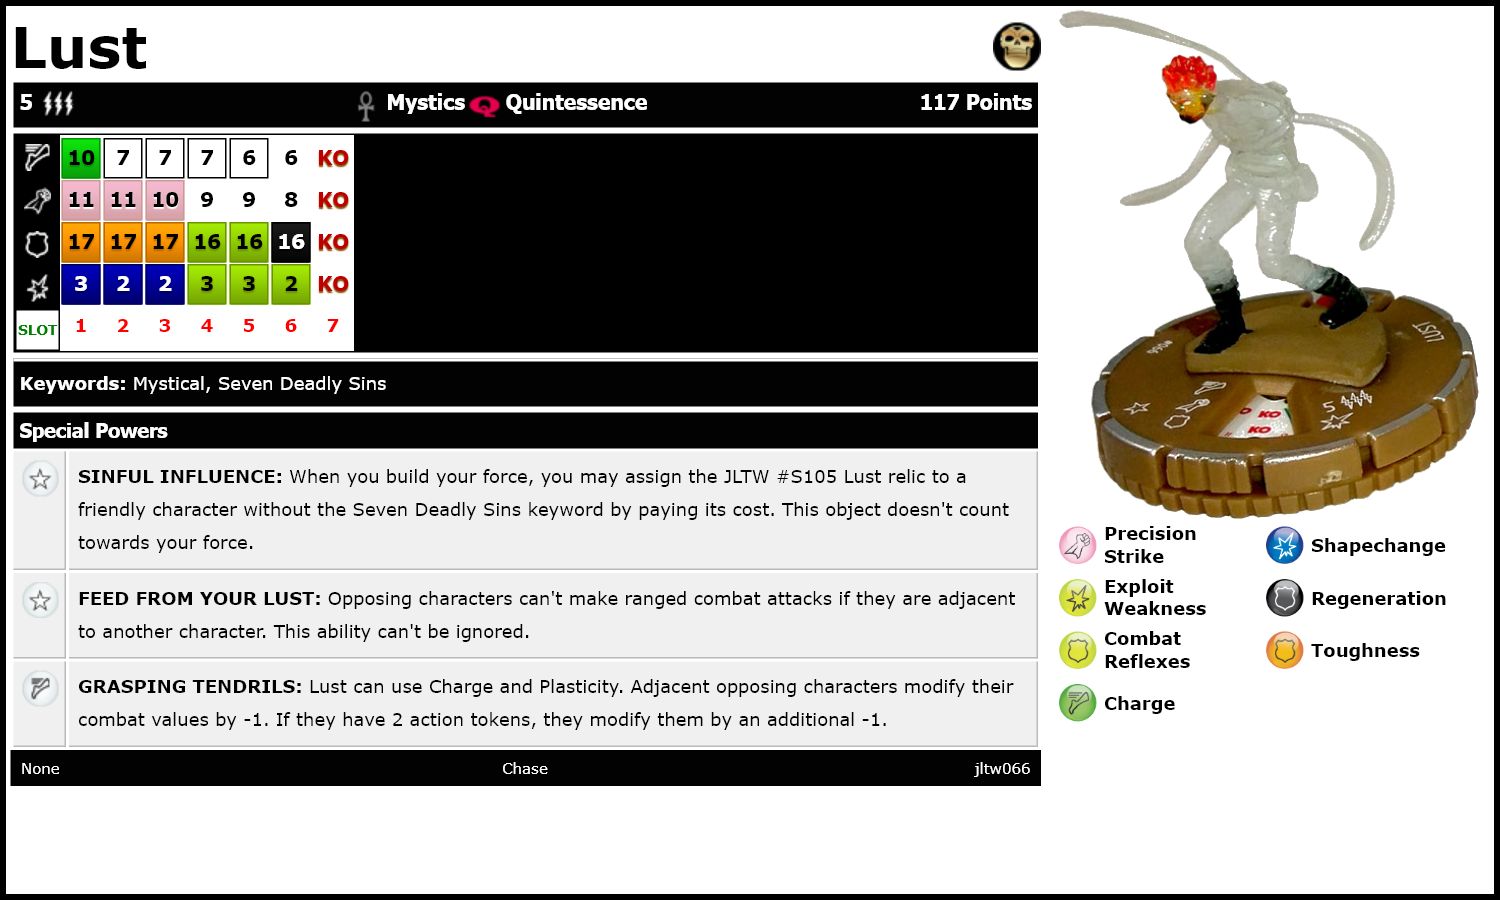 Lust
5 Mystics Quintessence 117 Points
10 7 7 7 6 6 KO
11 11 10 9 9 8 KO
17 17 17 16 16 16 KO
3 2 2 3 3 2 KO
SLOT 1 2 3 4 5 6 7
Keywords: Mystical, Seven Deadly Sins
Special Powers
SINFUL INFLUENCE: When you build your force, you may assign the JLTW #S105 Lust relic to a
friendly character without the Seven Deadly Sins keyword by paying its cost. This object doesn't count
towards your force.
FEED FROM YOUR LUST: Opposing characters can't make ranged combat attacks if they are adjacent
to another character. This ability can't be ignored.
GRASPING TENDRILS: Lust can use Charge and Plasticity. Adjacent opposing characters modify their
combat values by -1. If they have 2 action tokens, they modify them by an additional -1.
None Chase jltw066
LUST
#066
5
KO
KO
KO
Precision
Strike
Shapechange
Exploit
Weakness
Regeneration
Combat
Reflexes
Toughness
Charge